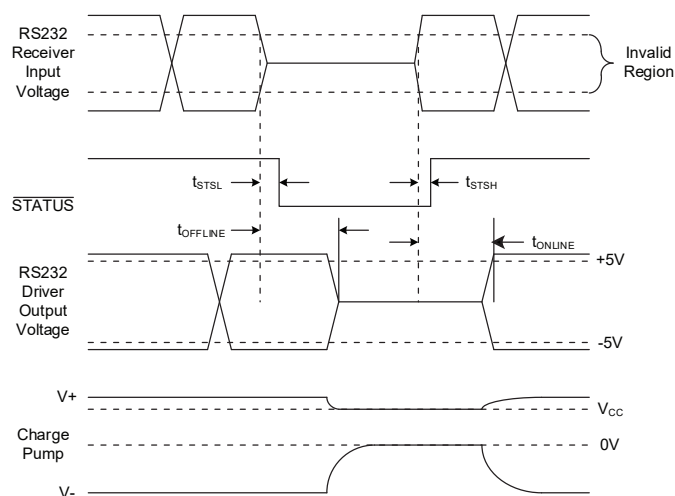 RS232
Receiver
Input
Voltage
Invalid
Region
tSTSL
tSTSH
STATUS
tOFFLINE
tONLINE
RS232
Driver
Output
Voltage
+5V
-5V
V+
VCC
Charge
Pump
0V
V-